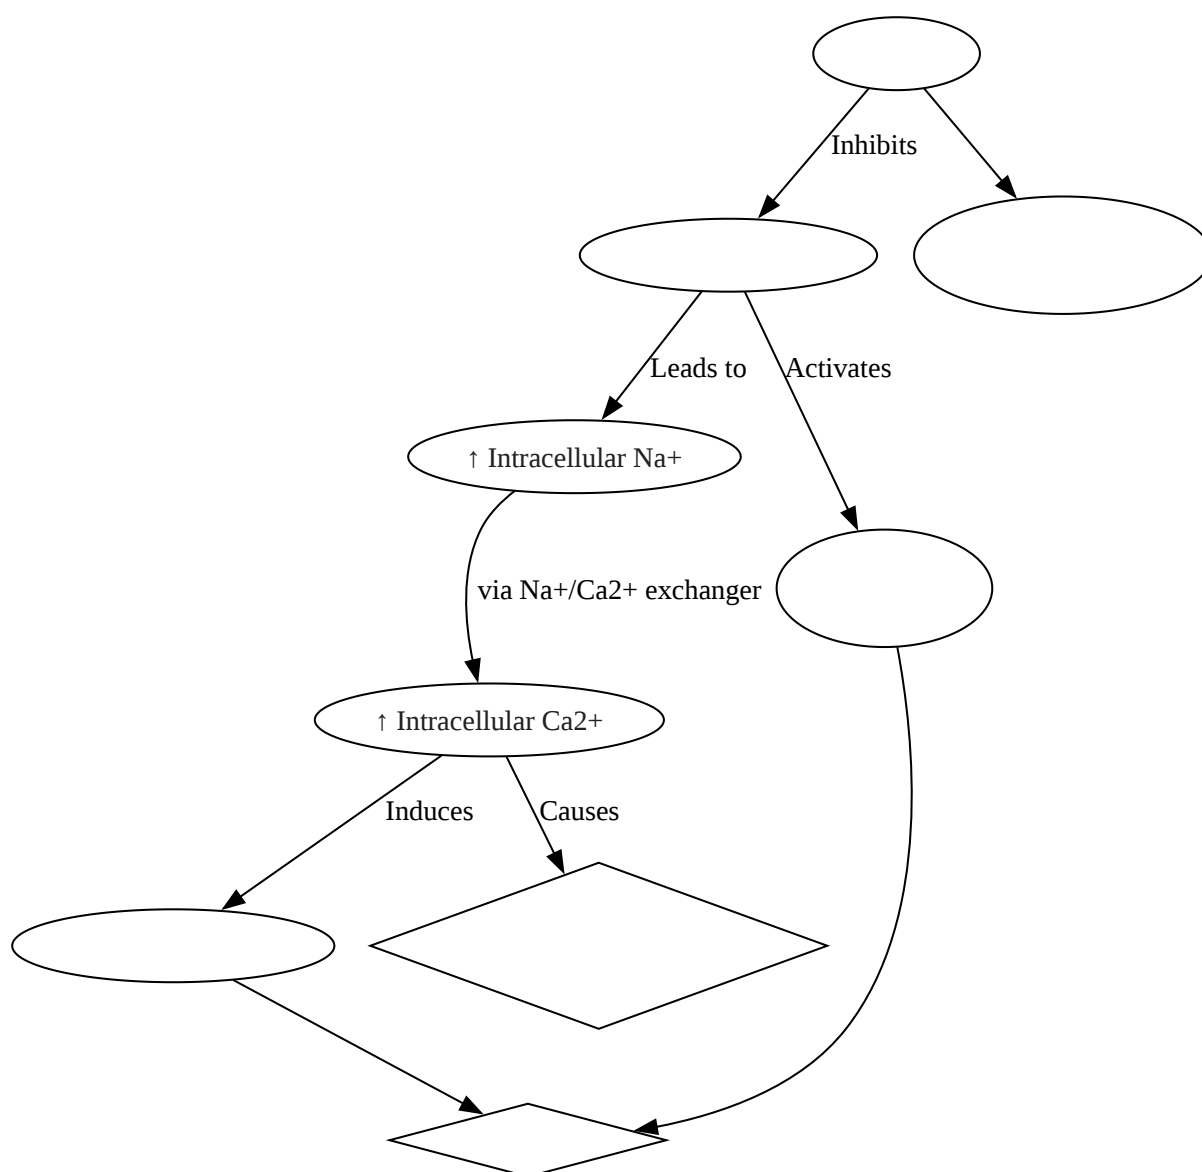 Inhibits
Leads to
Activates
↑ Intracellular Na+
via Na+/Ca2+ exchanger
↑ Intracellular Ca2+
Induces
Causes